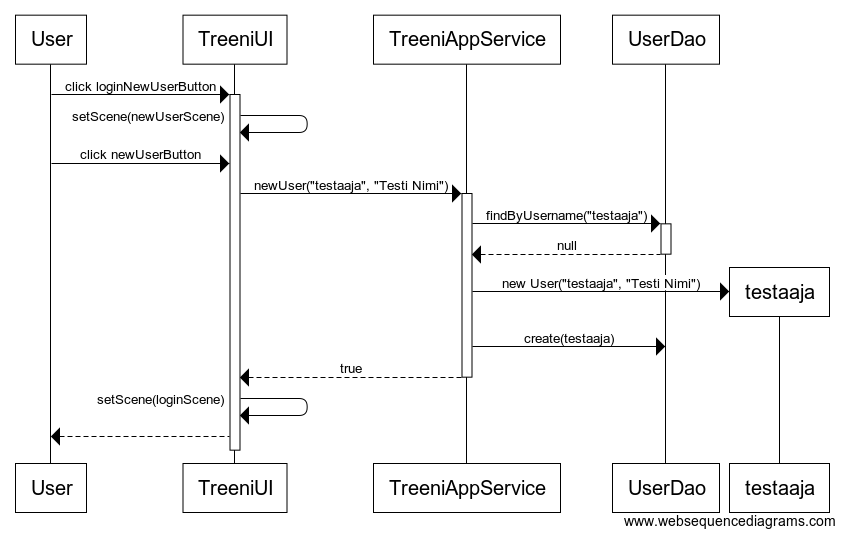 User
TreeniUI
TreeniAppService
UserDao
click loginNewUserButton
setScene(newUserScene)
click newUserButton
newUser("testaaja", "Testi Nimi")
findByUsername("testaaja")
null
new User("testaaja", "Testi Nimi")
testaaja
create(testaaja)
true
setScene(loginScene)
User
TreeniUI
TreeniAppService
UserDao
testaaja
www.websequencediagrams.com